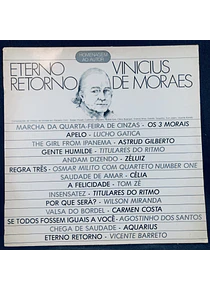 HOMENAGEM
AO AUTOR
ETERNO VINICIUS
RETORNO DE MORAES
MARCHA DA QUARTA-FEIRA DE CINZAS - OS 3 MORAIS
APELO - LUCHO GATICA
THE GIRL FROM IPANEMA - ASTRUD GILBERTO
GENTE HUMILDE - TITULARES DO RITMO
ANDAM DIZENDO - ZÉLUIZ
REGRA TRÊS - OSMAR MILITO COM QUARTETO NUMBER ONE
SAUDADE DE AMAR - CÉLIA
A FELICIDADE - TOM ZÉ
INSENSATEZ - TITULARES DO RITMO
POR QUE SERÁ? - WILSON MIRANDA
VALSA DO BORDEL - CARMEN COSTA
SE TODOS FOSSEM IGUAIS A VOCÊ - AGOSTINHO DOS SANTOS
CHEGA DE SAUDADE - AQUARIUS
ETERNO RETORNO - VICENTE BARRETO